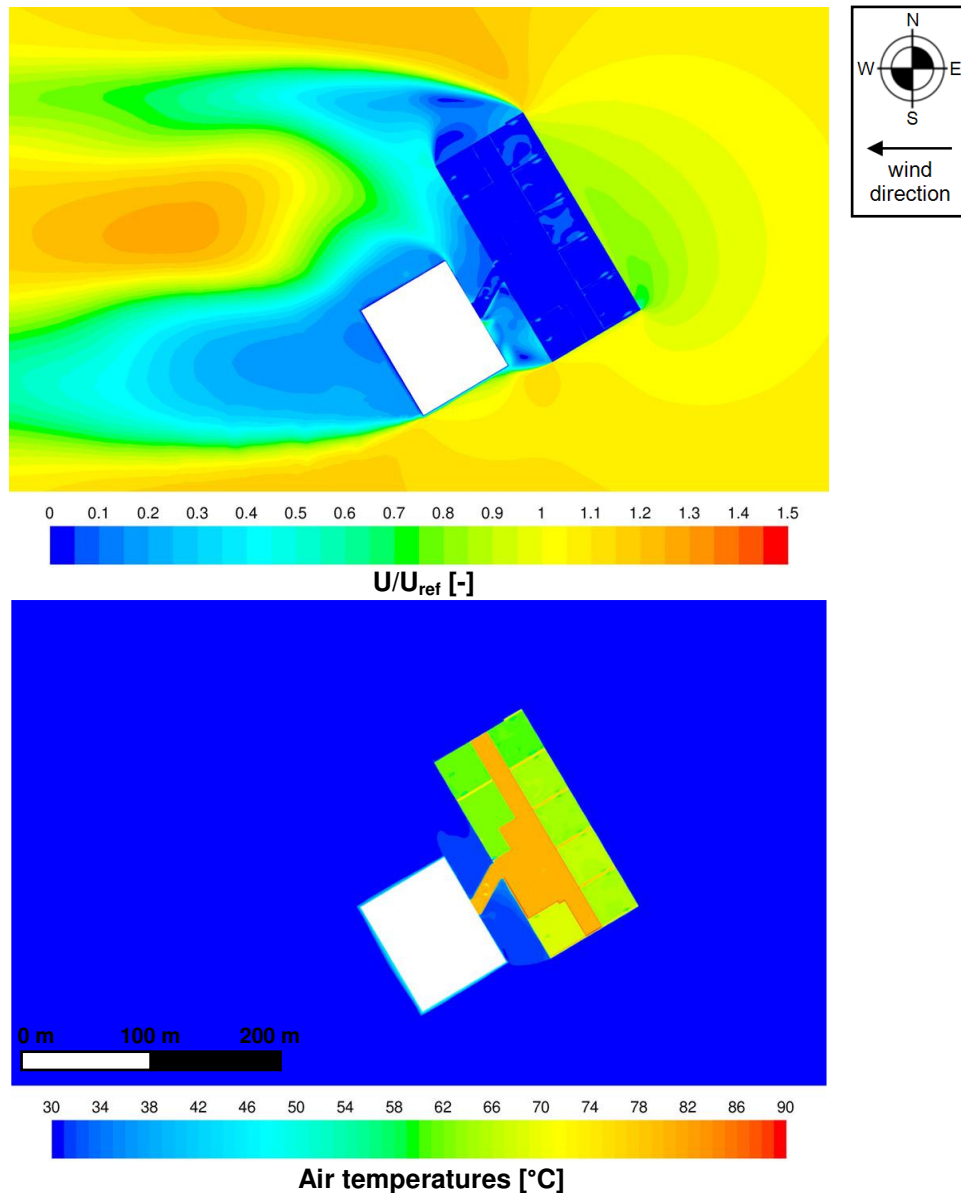 N
W E
S
wind
direction
0 0.1 0.2 0.3 0.4 0.5 0.6 0.7 0.8 0.9 1 1.1 1.2 1.3 1.4 1.5
U/Uref [-]
0 m 100 m 200 m
30 34 38 42 46 50 54 58 62 66 70 74 78 82 86 90
Air temperatures [°C]